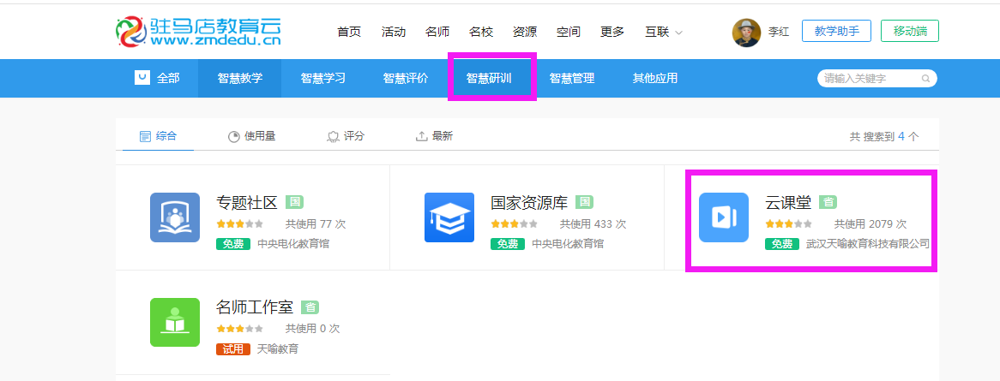 驻马店教育云
www.zmdedu.cn
首页 活动 名师 名校 资源 空间 更多 互联
李红
教学助手
移动端
全部 智慧教学 智慧学习 智慧评价 智慧研训 智慧管理 其他应用
请输入关键字
综合 使用量 评分 最新
共 搜索到 4 个
专题社区 国
共使用 77 次
免费 中央电化教育馆
国家资源库 国
共使用 433 次
免费 中央电化教育馆
云课堂 省
共使用 2079 次
免费 武汉天喻教育科技有限公司
名师工作室 省
共使用 0 次
试用 天喻教育